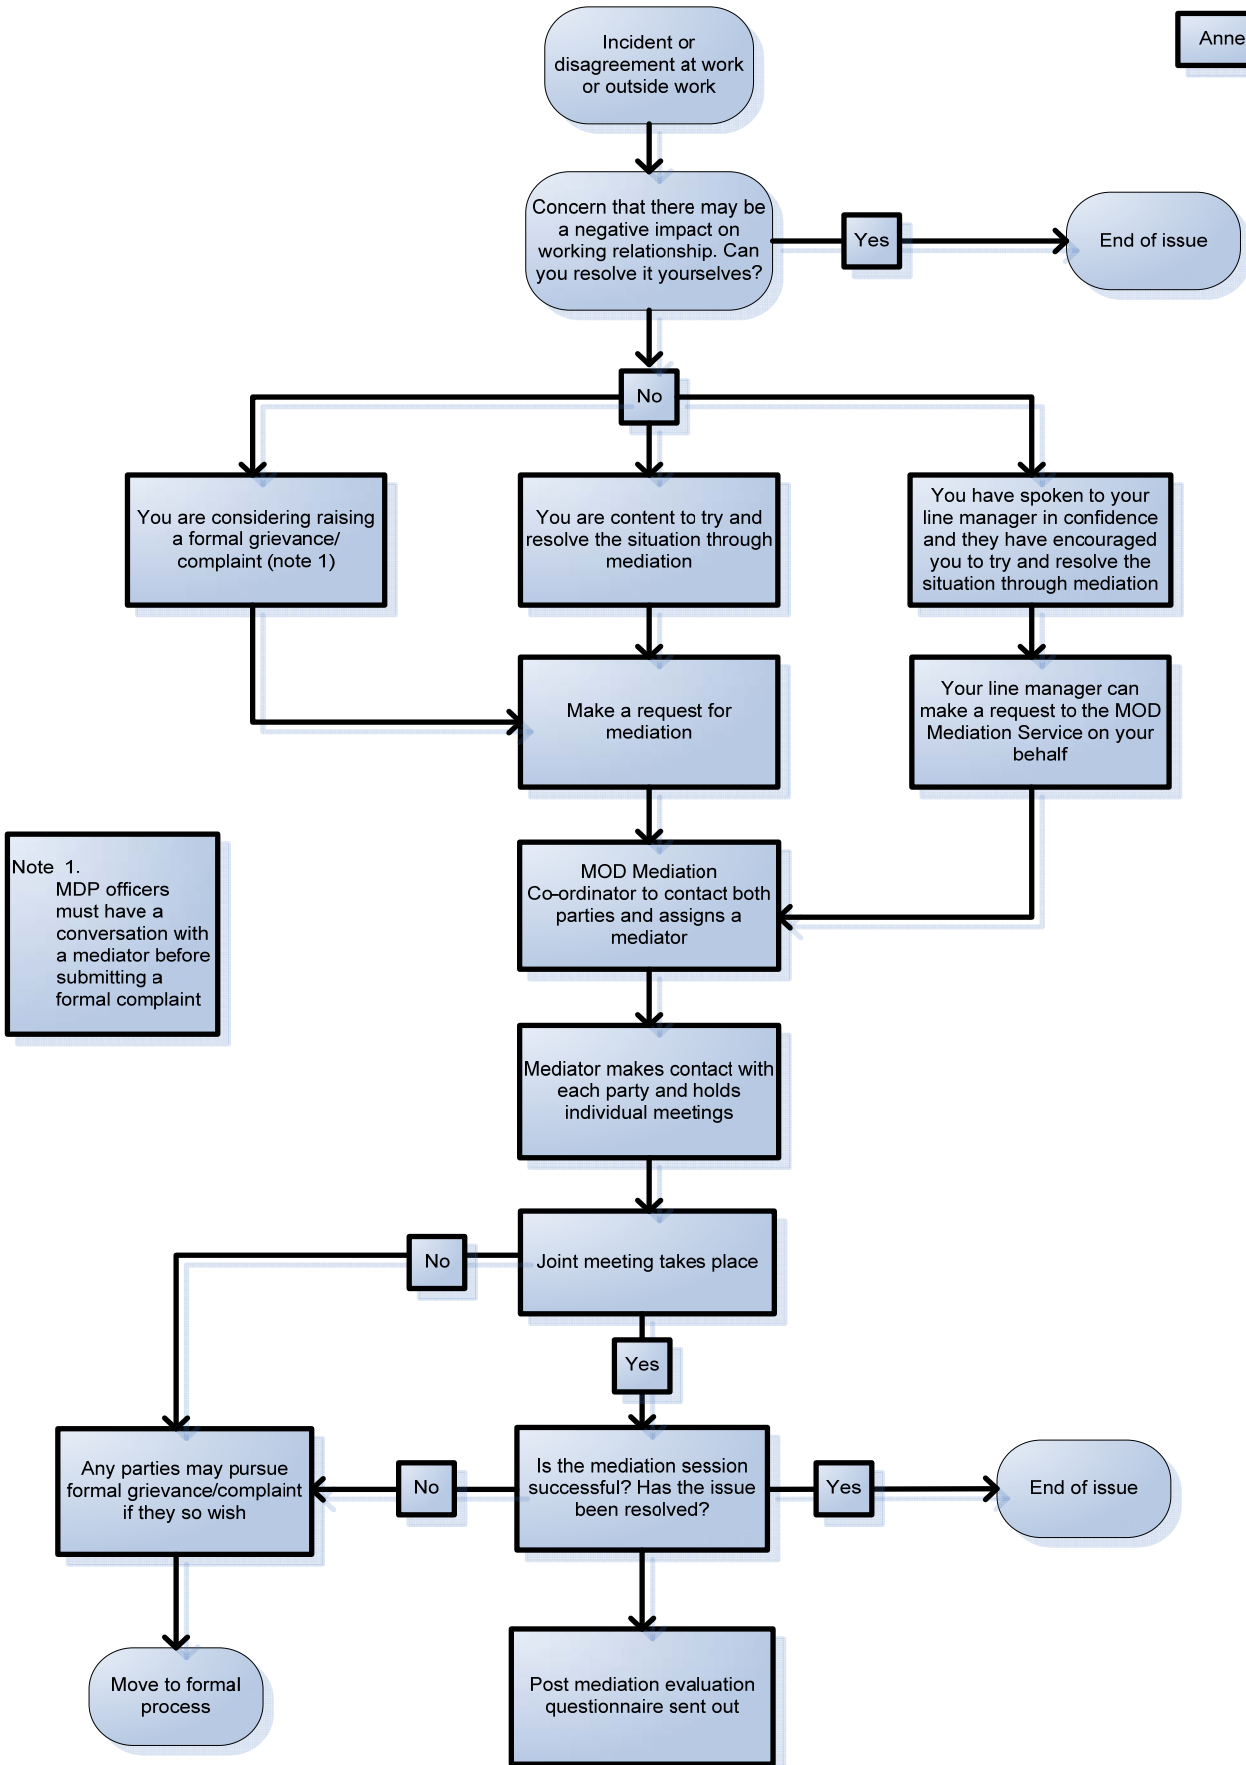 Incident or
disagreement at work
or outside work
Anne
Concern that there may be
a negative impact on
working relationship. Can
you resolve it yourselves?
Yes
End of issue
No
You are considering raising
a formal grievance/
complaint (note 1)
You are content to try and
resolve the situation through
mediation
You have spoken to your
line manager in confidence
and they have encouraged
you to try and resolve the
situation through mediation
Make a request for
mediation
Your line manager can
make a request to the MOD
Mediation Service on your
behalf
Note 1.
MDP officers
must have a
conversation with
a mediator before
submitting a
formal complaint
MOD Mediation
Co-ordinator to contact both
parties and assigns a
mediator
Mediator makes contact with
each party and holds
individual meetings
No
Joint meeting takes place
Yes
Any parties may pursue
formal grievance/complaint
if they so wish
No
Is the mediation session
successful? Has the issue
been resolved?
Yes
End of issue
Move to formal
process
Post mediation evaluation
questionnaire sent out